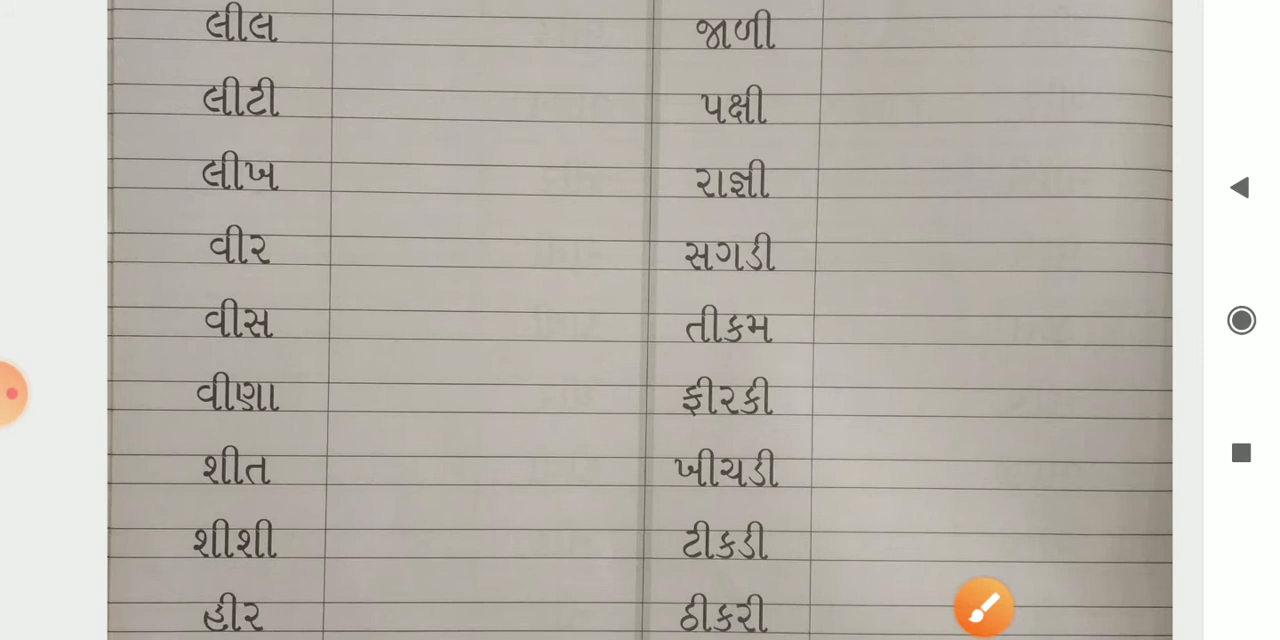 લીલ જાળી
લીટી પક્ષી
લીખ રાજ્ઞી
વીર સગડી
વીસ તીકમ
વીણા ફીરકી
શીત ખીચડી
શીશી ટીકડી
હીર ઠીકરી